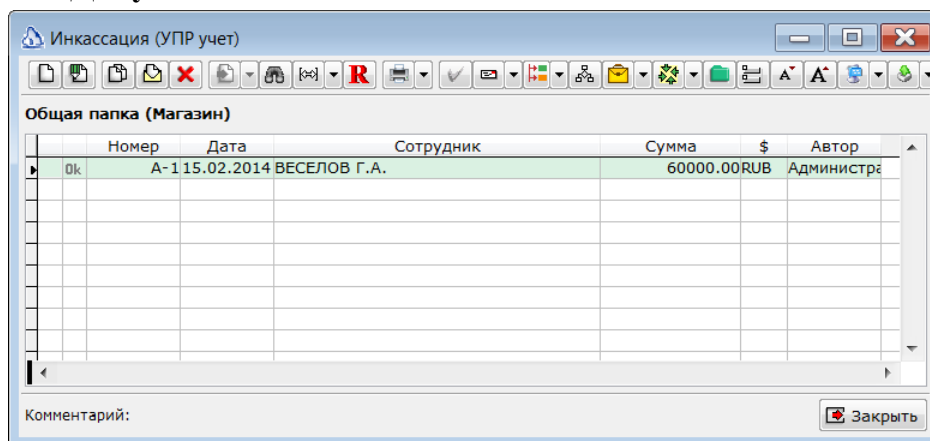 Инкассация (УПР учет)
R
Общая папка (Магазин)
Номер Дата Сотрудник Сумма $ Автор
Ok А-1 15.02.2014 ВЕСЕЛОВ Г.А. 60000.00 RUB Администра
Комментарий:
Закрыть